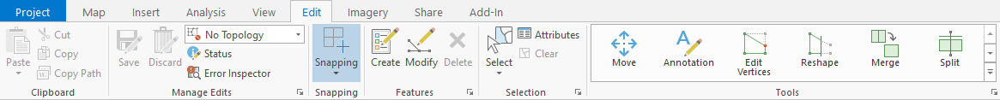 Project Map Insert Analysis View Edit Imagery Share Add-In
Paste
Cut
Copy
Copy Path
Clipboard
Save
Discard
No Topology
Status
Error Inspector
Manage Edits
Snapping
Snapping
Create
Modify
Delete
Features
Select
Attributes
Clear
Selection
Move
Annotation
Edit
Vertices
Reshape
Merge
Split
Tools